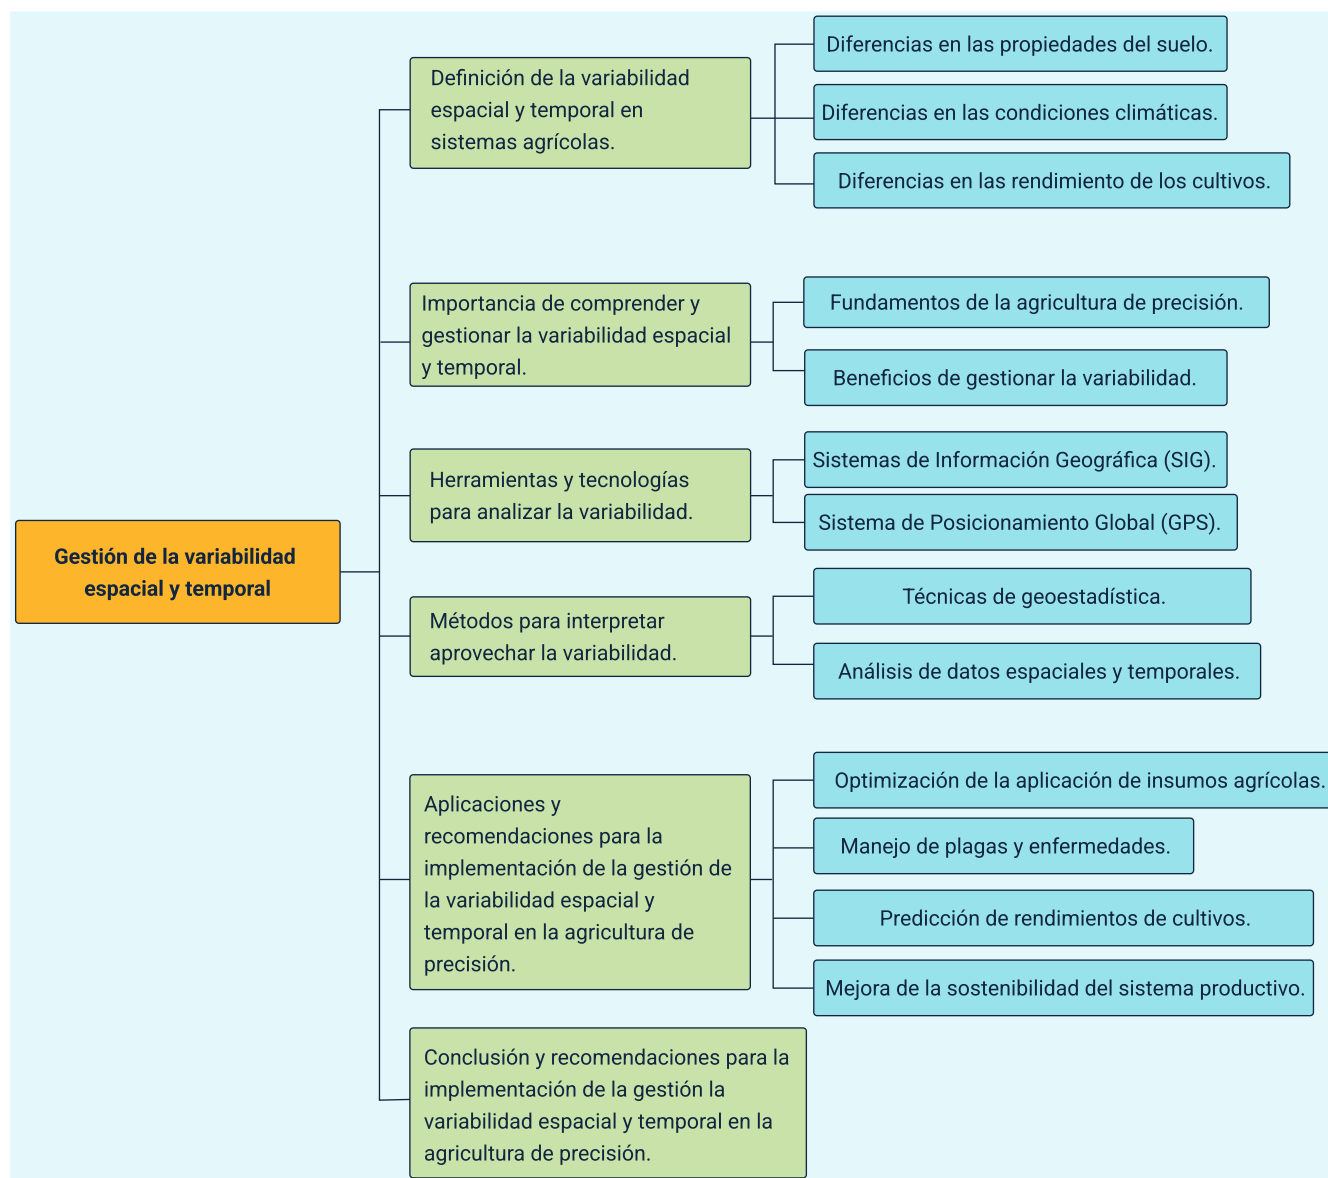 Gestión de la variabilidad
espacial y temporal
Definición de la variabilidad
espacial y temporal en
sistemas agrícolas.
Diferencias en las propiedades del suelo.
Diferencias en las condiciones climáticas.
Diferencias en las rendimiento de los cultivos.
Importancia de comprender y
gestionar la variabilidad espacial
y temporal.
Fundamentos de la agricultura de precisión.
Beneficios de gestionar la variabilidad.
Herramientas y tecnologías
para analizar la variabilidad.
Sistemas de Información Geográfica (SIG).
Sistema de Posicionamiento Global (GPS).
Métodos para interpretar
aprovechar la variabilidad.
Técnicas de geoestadística.
Análisis de datos espaciales y temporales.
Aplicaciones y
recomendaciones para la
implementación de la gestión de
la variabilidad espacial y
temporal en la agricultura de
precisión.
Optimización de la aplicación de insumos agrícolas.
Manejo de plagas y enfermedades.
Predicción de rendimientos de cultivos.
Mejora de la sostenibilidad del sistema productivo.
Conclusión y recomendaciones para la
implementación de la gestión la
variabilidad espacial y temporal en la
agricultura de precisión.